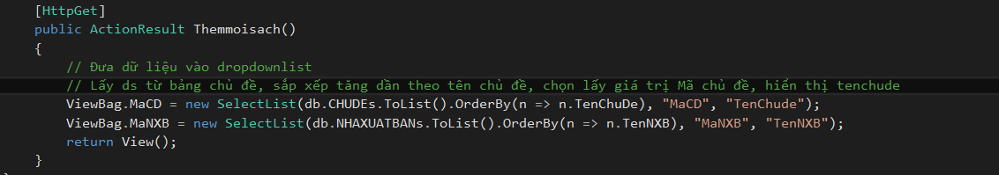 [HttpGet]
public ActionResult Themmoisach()
{
// Đưa dữ liệu vào dropdownlist
// Lấy ds từ bảng chủ đề, sắp xếp tăng dần theo tên chủ đề, chọn lấy giá trị Mã chủ đề, hiển thị tenchude
ViewBag.MaCD = new SelectList(db.CHUDEs.ToList().OrderBy(n => n.TenChuDe), "MaCD", "TenChude");
ViewBag.MaNXB = new SelectList(db.NHAXUATBANs.ToList().OrderBy(n => n.TenNXB), "MaNXB", "TenNXB");
return View();
}